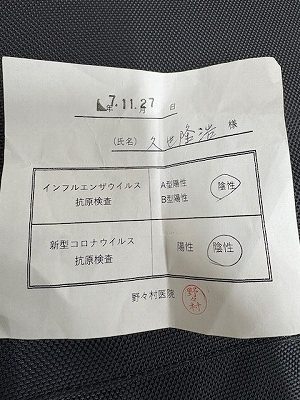 7.11.27
年 月 日
(氏名) 久世隆浩 様
インフルエンザウイルス
抗原検査
A型陽性
B型陽性
陰性
新型コロナウイルス
抗原検査
陽性 陰性
野々村医院